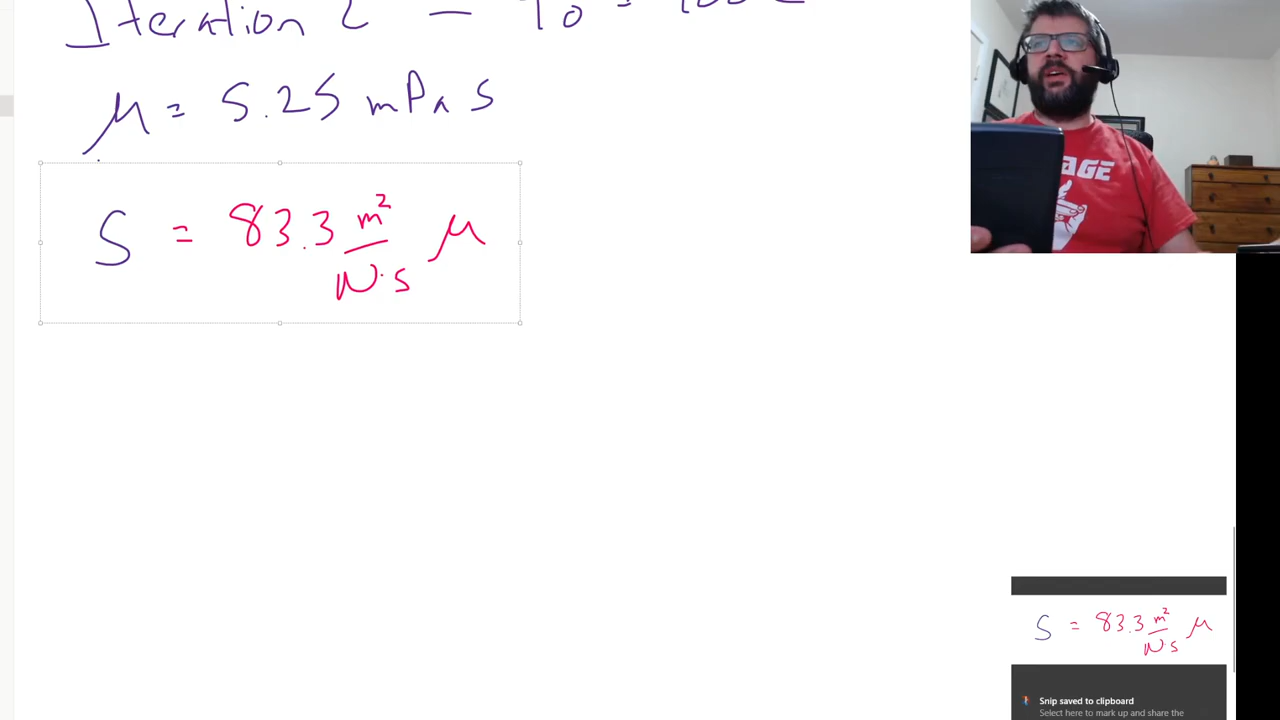 Iteration 2 –
μ = 5.25 mPa s
S = 83.3 m²/N·s μ
S = 83.3 m²/N·s μ
Snip saved to clipboard
Select here to mark up and share the